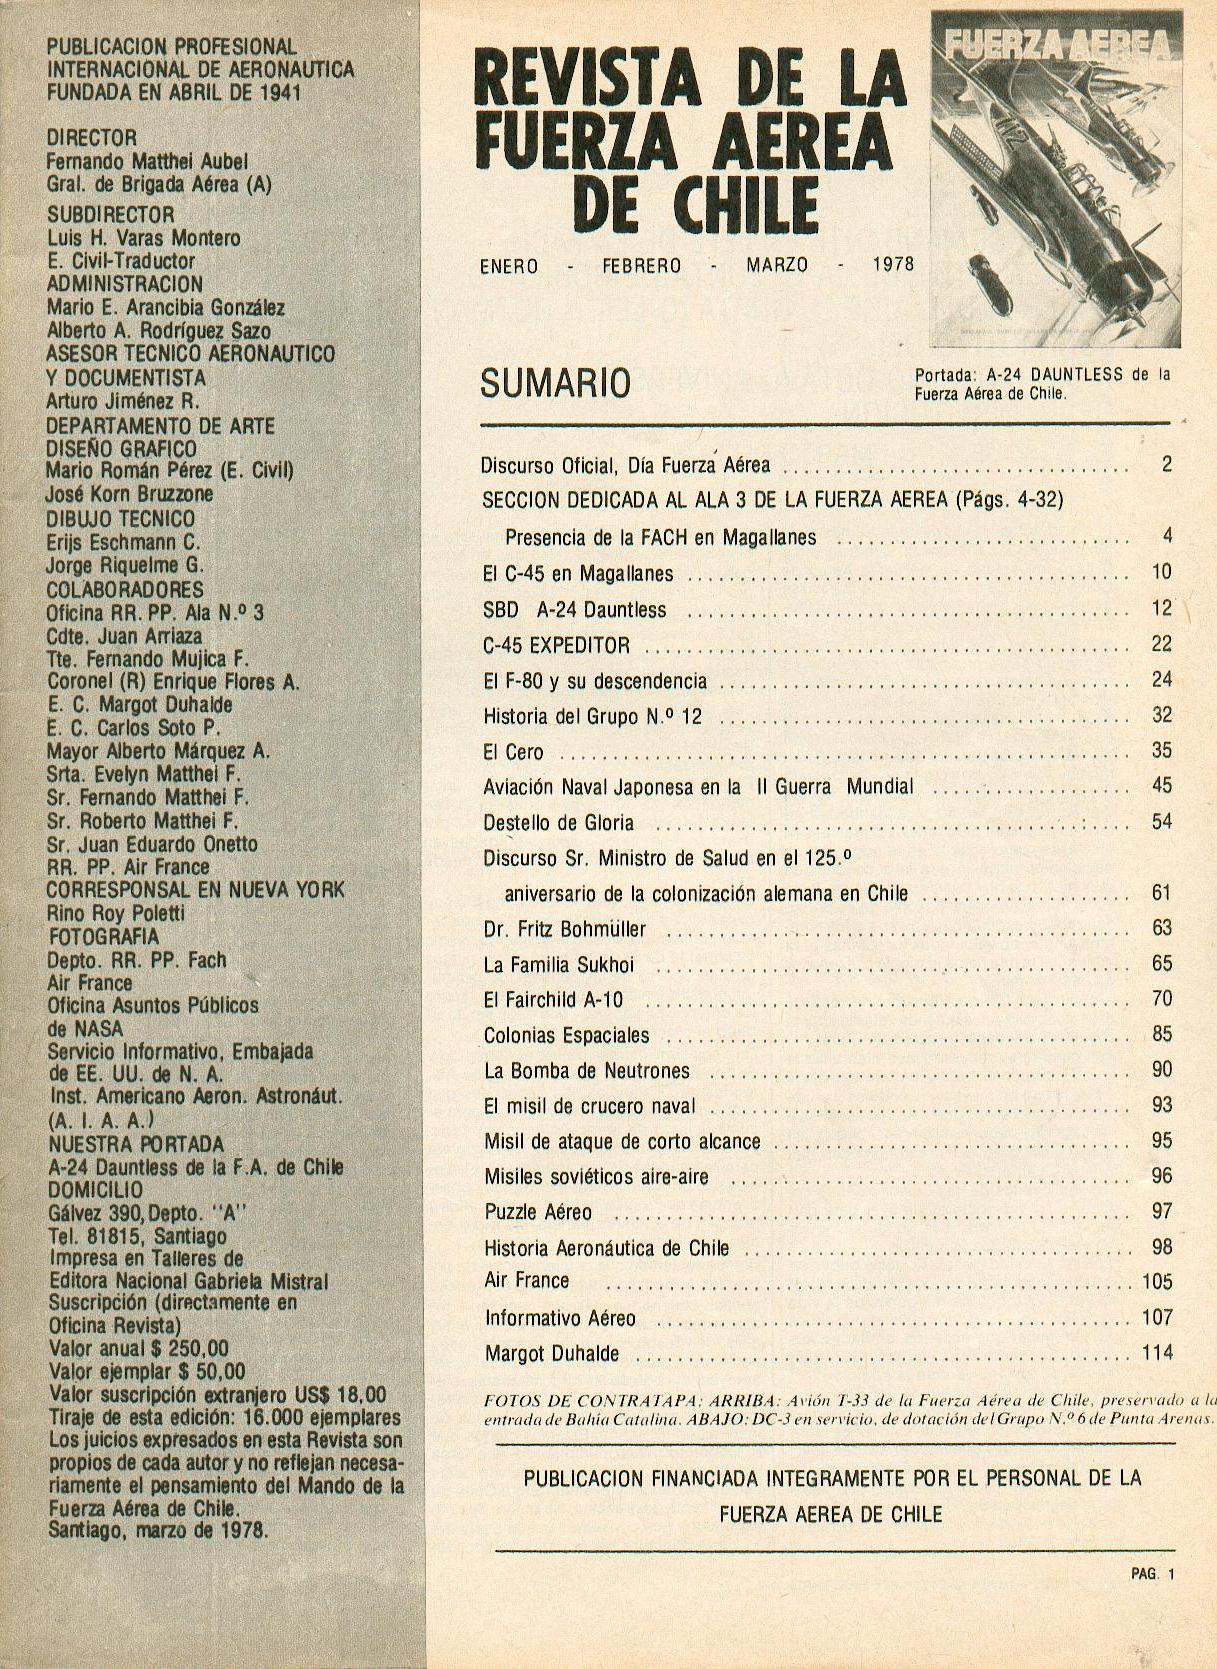 PUBLICACION PROFESIONAL
INTERNACIONAL DE AERONAUTICA
FUNDADA EN ABRIL DE 1941
DIRECTOR
Fernando Matthei Aubel
Gral. de Brigada Aérea (A)
SUBDIRECTOR
Luis H. Varas Montero
E. Civil-Traductor
ADMINISTRACION
Mario E. Arancibia González
Alberto A. Rodríguez Sazo
ASESOR TECNICO AERONAUTICO
Y DOCUMENTISTA
Arturo Jiménez R.
DEPARTAMENTO DE ARTE
DISEÑO GRAFICO
Mario Román Pérez (E. Civil)
José Korn Bruzzone
DIBUJO TECNICO
Erijs Eschmann C.
Jorge Riquelme G.
COLABORADORES
Oficina RR. PP. Ala N.º 3
Cdte. Juan Arriaza
Tte. Fernando Mujica F.
Coronel (R) Enrique Flores A.
E. C. Margot Duhalde
E. C. Carlos Soto P.
Mayor Alberto Márquez A.
Srta. Evelyn Matthei F.
Sr. Fernando Matthei F.
Sr. Roberto Matthei F.
Sr. Juan Eduardo Onetto
RR. PP. Air France
CORRESPONSAL EN NUEVA YORK
Rino Roy Poletti
FOTOGRAFIA
Depto. RR. PP. Fach
Air France
Oficina Asuntos Públicos
de NASA
Servicio Informativo, Embajada
de EE. UU. de N. A.
Inst. Americano Aeron. Astronáut.
(A. I. A. A.)
NUESTRA PORTADA
A-24 Dauntless de la F.A. de Chile
DOMICILIO
Gálvez 390, Depto. "A"
Tel. 81815, Santiago
Impresa en Talleres de
Editora Nacional Gabriela Mistral
Suscripción (directamente en
Oficina Revista)
Valor anual $ 250,00
Valor ejemplar $ 50,00
Valor suscripción extranjero US$ 18,00
Tiraje de esta edición: 16.000 ejemplares
Los juicios expresados en esta Revista son
propios de cada autor y no reflejan necesa-
riamente el pensamiento del Mando de la
Fuerza Aérea de Chile.
Santiago, marzo de 1978.
REVISTA DE LA
FUERZA AEREA
DE CHILE
ENERO - FEBRERO - MARZO - 1978
FUERZA AEREA
Portada: A-24 DAUNTLESS de la
Fuerza Aérea de Chile.
SUMARIO
Discurso Oficial, Día Fuerza Aérea 2
SECCION DEDICADA AL ALA 3 DE LA FUERZA AEREA (Págs. 4-32)
Presencia de la FACH en Magallanes 4
El C-45 en Magallanes 10
SBD A-24 Dauntless 12
C-45 EXPEDITOR 22
El F-80 y su descendencia 24
Historia del Grupo N.º 12 32
El Cero 35
Aviación Naval Japonesa en la II Guerra Mundial 45
Destello de Gloria 54
Discurso Sr. Ministro de Salud en el 125.º
aniversario de la colonización alemana en Chile 61
Dr. Fritz Bohmüller 63
La Familia Sukhoi 65
El Fairchild A-10 70
Colonias Espaciales 85
La Bomba de Neutrones 90
El misil de crucero naval 93
Misil de ataque de corto alcance 95
Misiles soviéticos aire-aire 96
Puzzle Aéreo 97
Historia Aeronáutica de Chile 98
Air France 105
Informativo Aéreo 107
Margot Duhalde 114
FOTOS DE CONTRATAPA: ARRIBA: Avión T-33 de la Fuerza Aérea de Chile, preservado a la
entrada de Bahía Catalina. ABAJO: DC-3 en servicio, de dotación del Grupo N.º 6 de Punta Arenas.
PUBLICACION FINANCIADA INTEGRAMENTE POR EL PERSONAL DE LA
FUERZA AEREA DE CHILE
PAG. 1